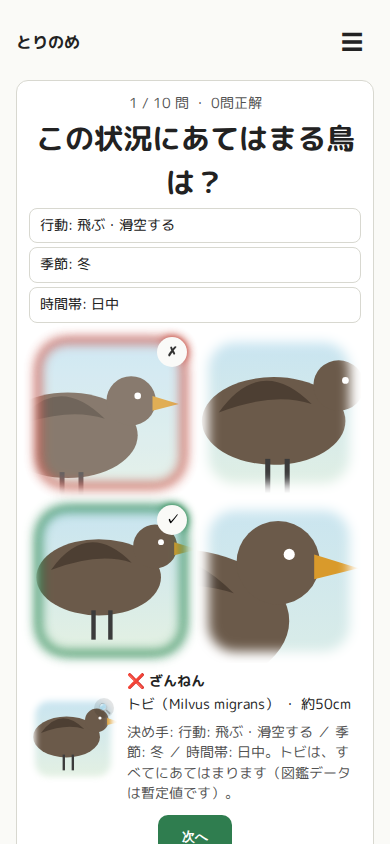 とりのめ
1 / 10 問 ・ 0問正解
この状況にあてはまる鳥
は？
行動: 飛ぶ・滑空する
季節: 冬
時間帯: 日中
✗
✓
❌ ざんねん
トビ（Milvus migrans） ・ 約50cm
決め手: 行動: 飛ぶ・滑空する ／ 季
節: 冬 ／ 時間帯: 日中。トビは、す
べてにあてはまります（図鑑データ
は暫定値です）。
次へ